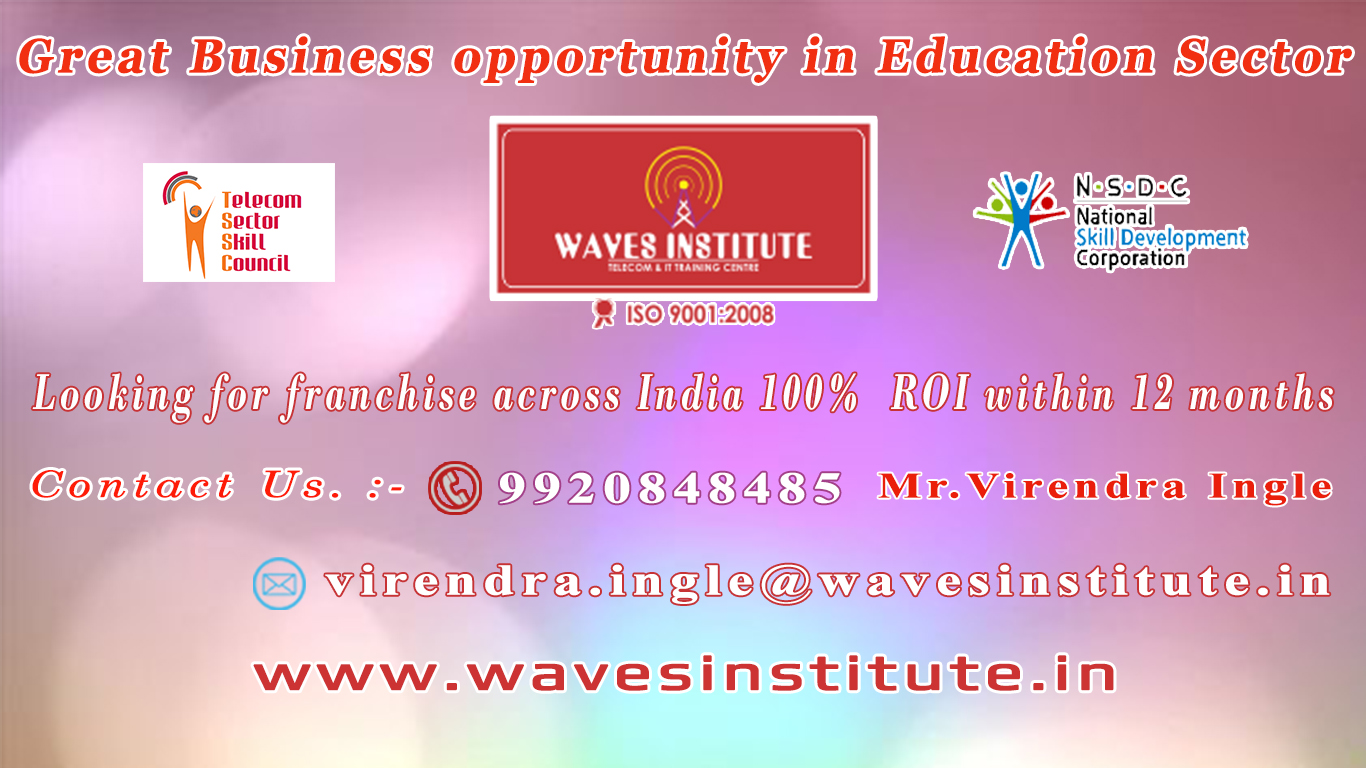 Great Business opportunity in Education Sector
Telecom
Sector
Skill
Council
WAVES INSTITUTE
TELECOM & IT TRAINING CENTRE
ISO 9001:2008
N·S·D·C
National
Skill Development
Corporation
Looking for franchise across India 100% ROI within 12 months
Contact Us. :- 9920848485 Mr.Virendra Ingle
virendra.ingle@wavesinstitute.in
www.wavesinstitute.in